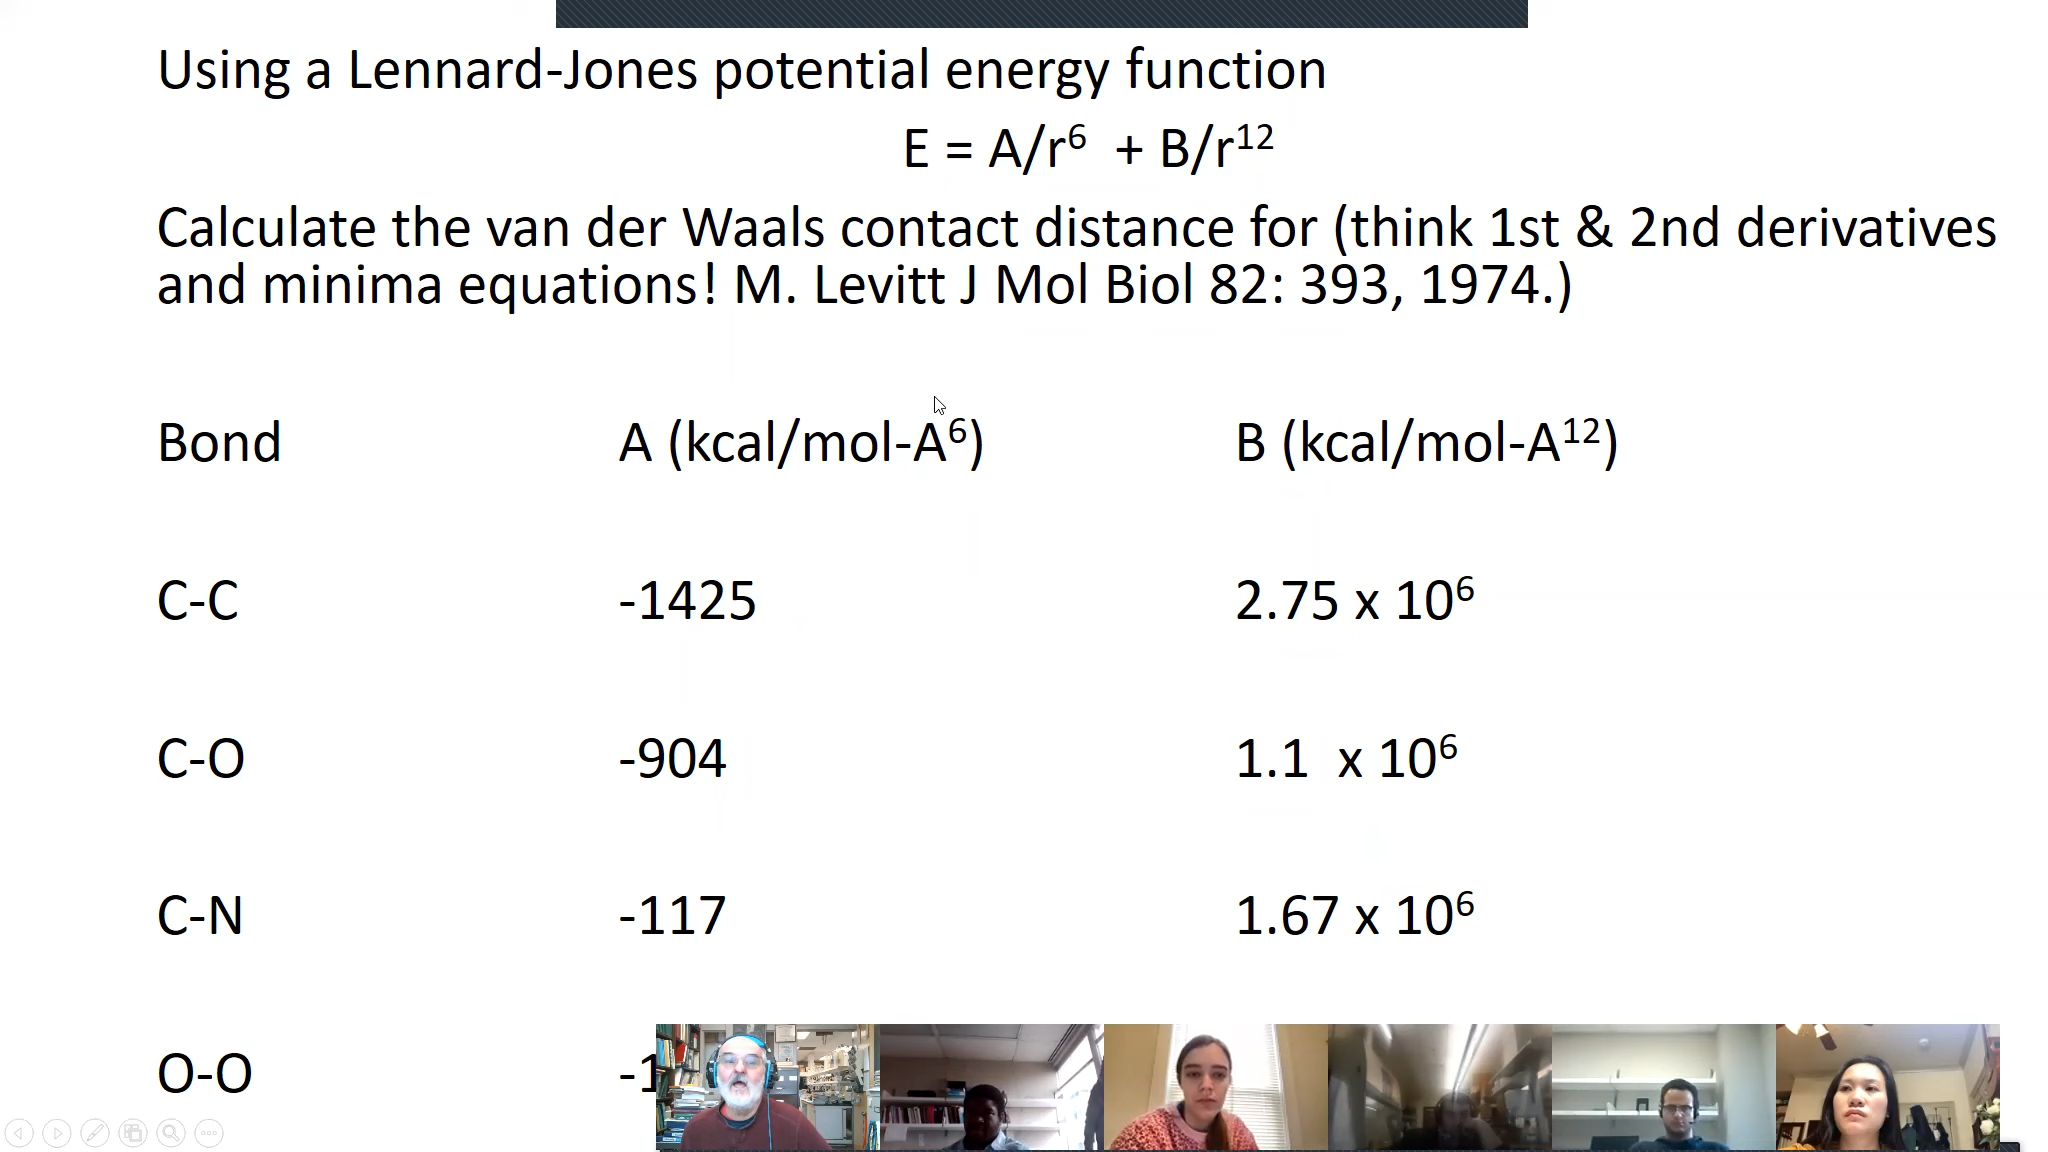 Using a Lennard-Jones potential energy function
E = A/r⁶ + B/r¹²
Calculate the van der Waals contact distance for (think 1st & 2nd derivatives
and minima equations! M. Levitt J Mol Biol 82: 393, 1974.)
Bond A (kcal/mol-A⁶) B (kcal/mol-A¹²)
C-C -1425 2.75 x 10⁶
C-O -904 1.1 x 10⁶
C-N -117 1.67 x 10⁶
O-O